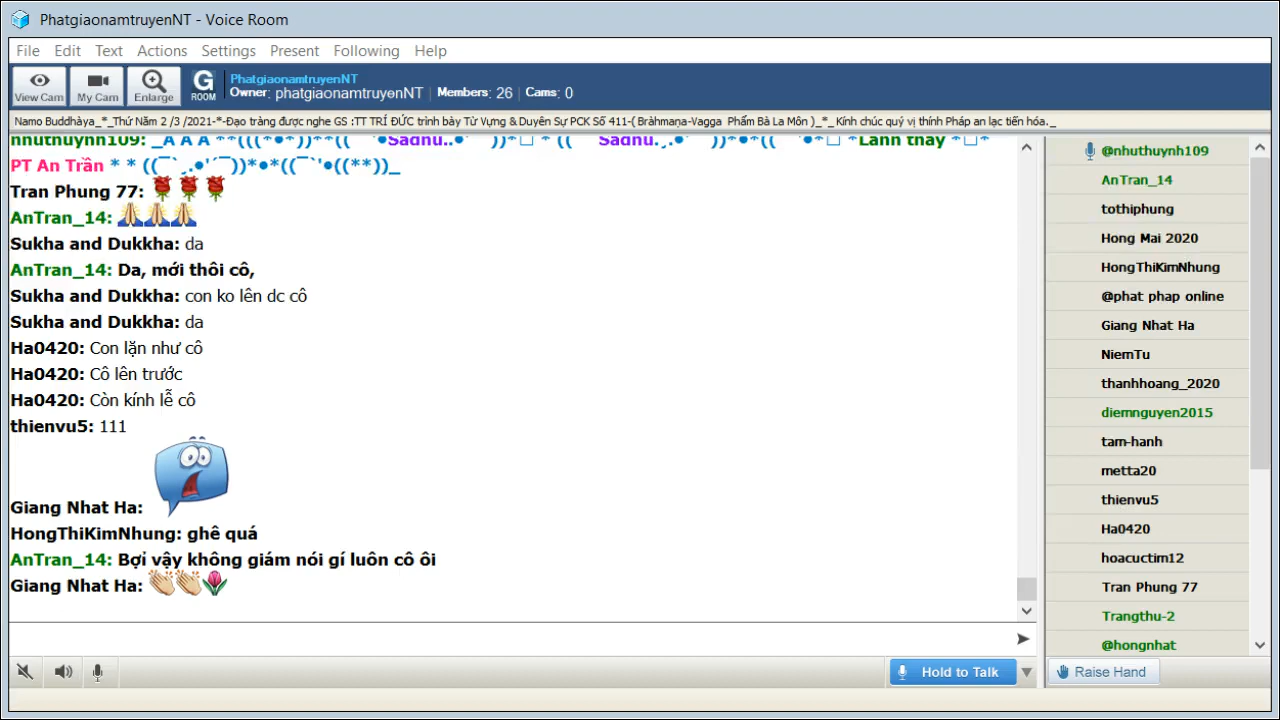 PhatgiaonamtruyenNT - Voice Room
File Edit Text Actions Settings Present Following Help
View Cam My Cam Enlarge G ROOM
PhatgiaonamtruyenNT
Owner: phatgiaonamtruyenNT | Members: 26 | Cams: 0
Namo Buddhàya_*_Thứ Năm 2 /3 /2021-*-Đạo tràng được nghe GS :TT TRÍ ĐỨC trình bày Từ Vựng & Duyên Sự PCK Số 411-( Bràhmaṇa-Vagga Phẩm Bà La Môn )_*_ Kính chúc quý vị thính Pháp an lạc tiến hóa._
nhuthuynh109:
PT An Trần
Tran Phung 77:
AnTran_14:
Sukha and Dukkha: da
AnTran_14: Da, mới thôi cô,
Sukha and Dukkha: con ko lên dc cô
Sukha and Dukkha: da
Ha0420: Con lặn như cô
Ha0420: Cô lên trước
Ha0420: Còn kính lễ cô
thienvu5: 111
Giang Nhat Ha:
HongThiKimNhung: ghê quá
AnTran_14: Bợỉ vậy không giám nói gí luôn cô ôi
Giang Nhat Ha:
Hold to Talk
@nhuthuynh109
AnTran_14
tothiphung
Hong Mai 2020
HongThiKimNhung
@phat phap online
Giang Nhat Ha
NiemTu
thanhhoang_2020
diemnguyen2015
tam-hanh
metta20
thienvu5
Ha0420
hoacuctim12
Tran Phung 77
Trangthu-2
@hongnhat
Raise Hand